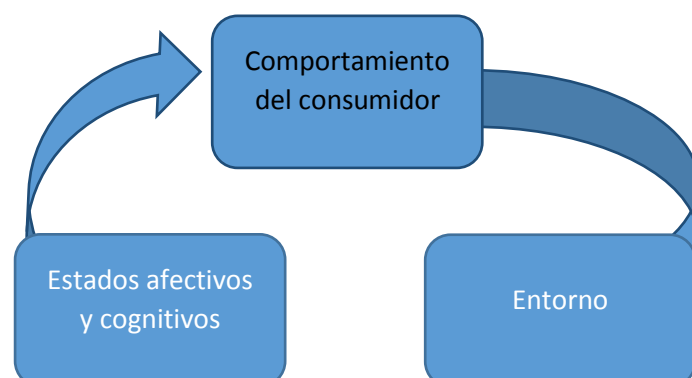 Comportamiento
del consumidor
Estados afectivos
y cognitivos
Entorno